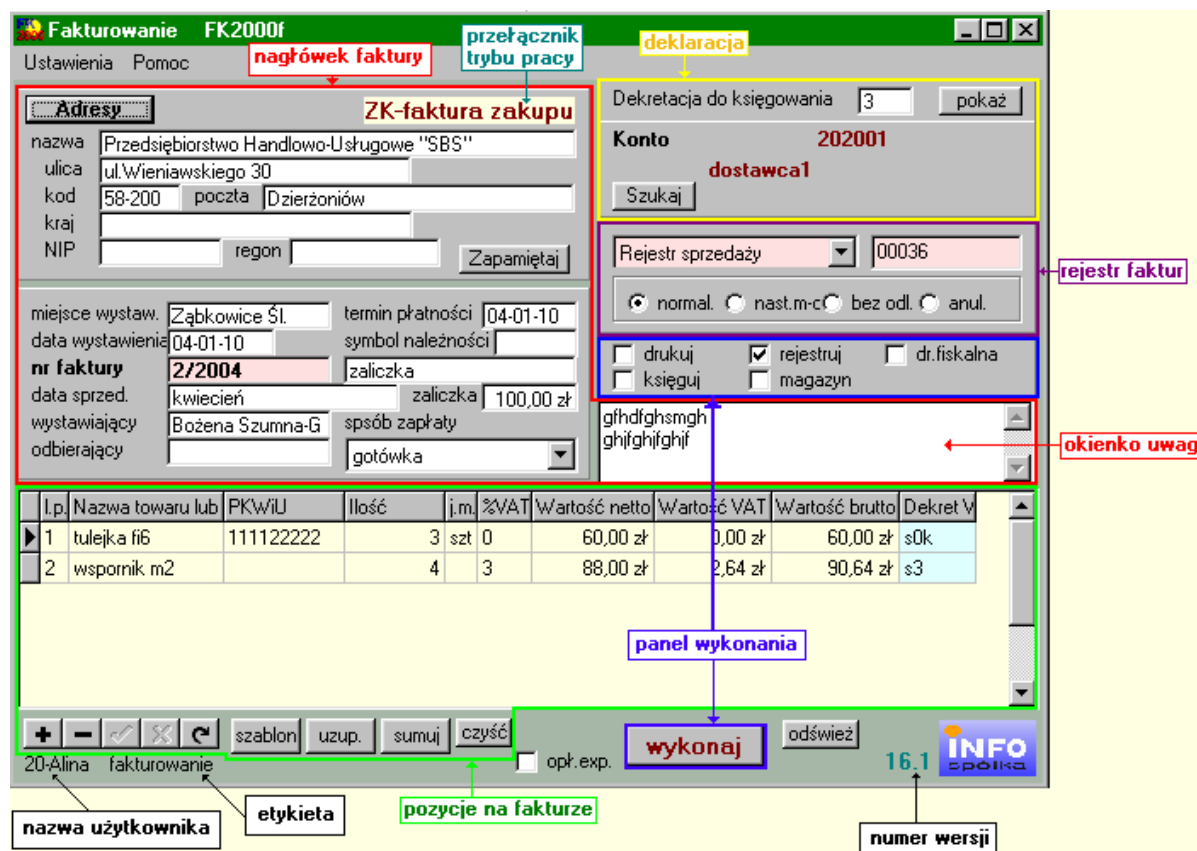 Fakturowanie FK2000f
przełącznik trybu pracy
deklaracja
Ustawienia Pomoc
nagłówek faktury
Adresy
ZK-faktura zakupu
nazwa Przedsiębiorstwo Handlowo-Usługowe "SBS"
ulica ul.Wieniawskiego 30
kod 58-200 poczta Dzierżoniów
kraj
NIP regon Zapamiętaj
Dekretacja do księgowania 3 pokaż
Konto 202001
dostawca1
Szukaj
Rejestr sprzedaży 00036
rejestr faktur
normal. nast.m-c bez odl. anul.
miejsce wystaw. Ząbkowice Śl. termin płatności 04-01-10
data wystawienia 04-01-10 symbol należności
nr faktury 2/2004 zaliczka
data sprzed. kwiecień zaliczka 100,00 zł
wystawiający Bożena Szumna-G spsób zapłaty
odbierający gotówka
drukuj rejestruj dr.fiskalna
księguj magazyn
gfhdfghsmgh
ghjfghjfghjf
okienko uwag
l.p. Nazwa towaru lub PKWiU Ilość j.m. %VAT Wartość netto Wartość VAT Wartość brutto Dekret V
1 tulejka fi6 111122222 3 szt 0 60,00 zł 0,00 zł 60,00 zł s0k
2 wspornik m2 4 3 88,00 zł 2,64 zł 90,64 zł s3
panel wykonania
szablon uzup. sumuj czyść
opł.exp. wykonaj odśwież
20-Alina fakturowanie
16.1 INFO spółka
nazwa użytkownika
etykieta
pozycje na fakturze
numer wersji